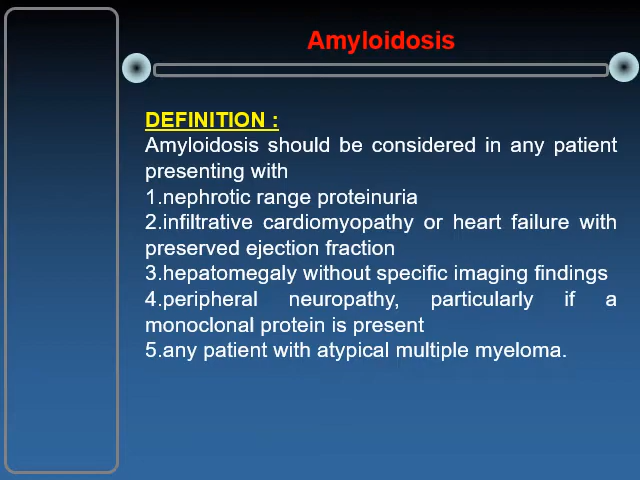 Amyloidosis
DEFINITION :
Amyloidosis should be considered in any patient
presenting with
1.nephrotic range proteinuria
2.infiltrative cardiomyopathy or heart failure with
preserved ejection fraction
3.hepatomegaly without specific imaging findings
4.peripheral neuropathy, particularly if a
monoclonal protein is present
5.any patient with atypical multiple myeloma.